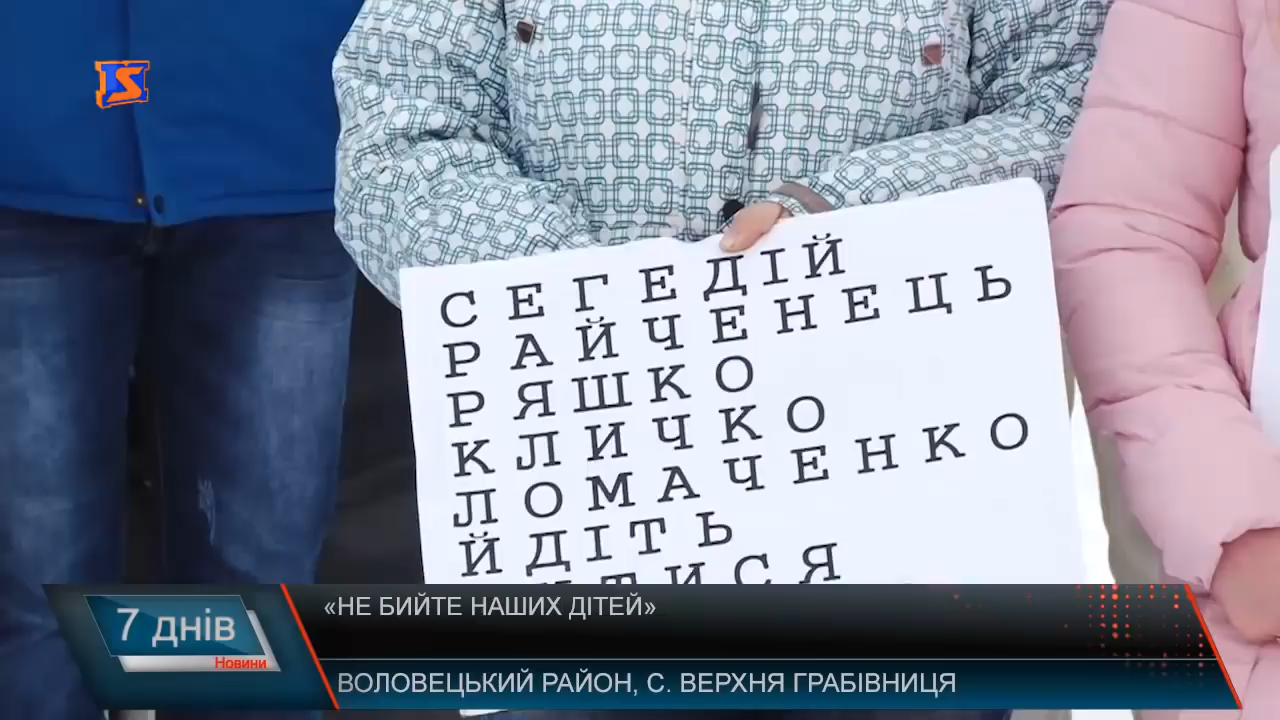 IS
СЕГЕДІЙ
РАЙЧЕНЕЦЬ
РЯШКО
КЛИЧКО
ЛОМАЧЕНКО
ЙДІТЬ
7 днів
Новини
«НЕ БИЙТЕ НАШИХ ДІТЕЙ»
ВОЛОВЕЦЬКИЙ РАЙОН, С. ВЕРХНЯ ГРАБІВНИЦЯ